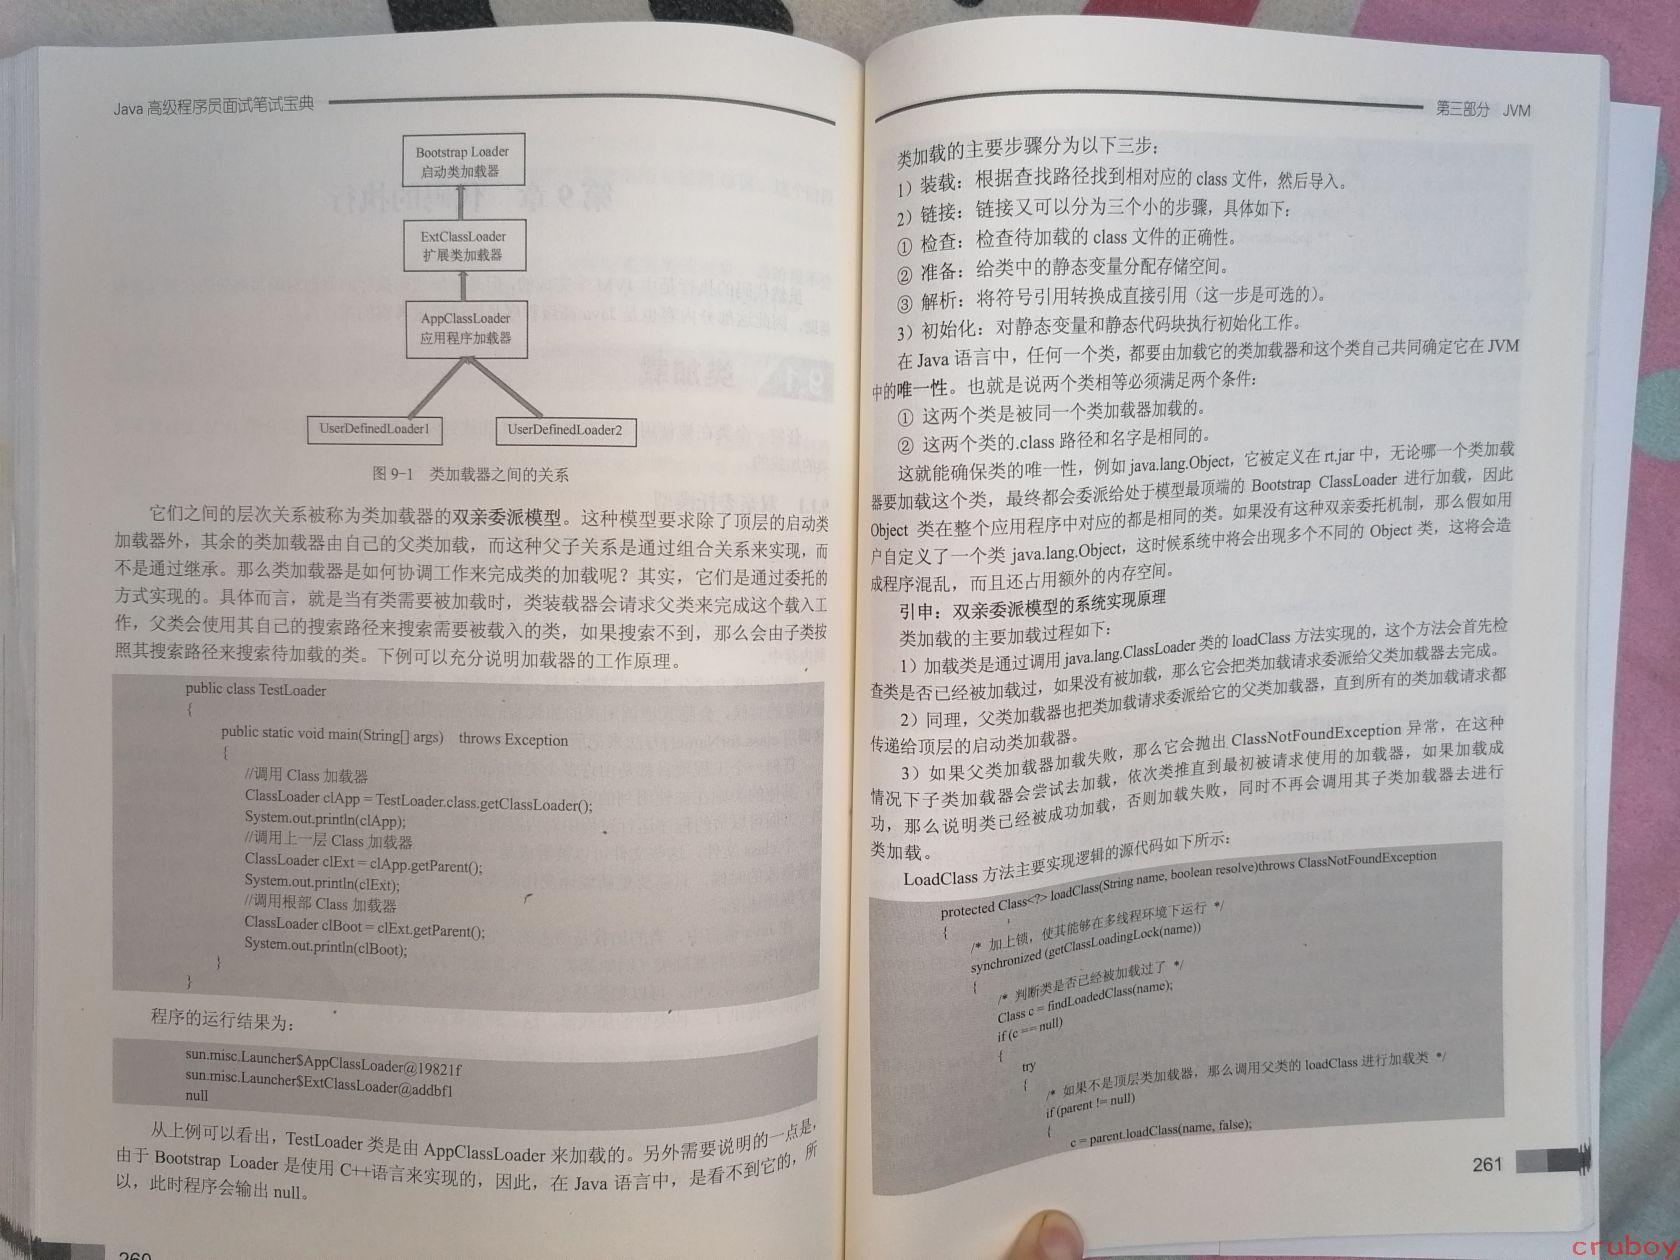 Java 高级程序员面试笔试宝典
Bootstrap Loader
启动类加载器
ExtClassLoader
扩展类加载器
AppClassLoader
应用程序加载器
UserDefinedLoader1
UserDefinedLoader2
图 9-1 类加载器之间的关系
它们之间的层次关系被称为类加载器的双亲委派模型。这种模型要求除了顶层的启动类
加载器外，其余的类加载器由自己的父类加载，而这种父子关系是通过组合关系来实现，而
不是通过继承。那么类加载器是如何协调工作来完成类的加载呢？其实，它们是通过委托的
方式实现的。具体而言，就是当有类需要被加载时，类装载器会请求父类来完成这个载入工
作，父类会使用其自己的搜索路径来搜索需要被载入的类，如果搜索不到，那么会由子类按
照其搜索路径来搜索待加载的类。下例可以充分说明加载器的工作原理。
public class TestLoader
{
public static void main(String[] args) throws Exception
{
//调用 Class 加载器
ClassLoader clApp = TestLoader.class.getClassLoader();
System.out.println(clApp);
//调用上一层 Class 加载器
ClassLoader clExt = clApp.getParent();
System.out.println(clExt);
//调用根部 Class 加载器
ClassLoader clBoot = clExt.getParent();
System.out.println(clBoot);
}
}
程序的运行结果为：
sun.misc.Launcher$AppClassLoader@19821f
sun.misc.Launcher$ExtClassLoader@addbf1
null
从上例可以看出，TestLoader 类是由 AppClassLoader 来加载的。另外需要说明的一点是，
由于 Bootstrap Loader 是使用 C++语言来实现的，因此，在 Java 语言中，是看不到它的，所
以，此时程序会输出 null。
260
第三部分 JVM
类加载的主要步骤分为以下三步：
1）装载：根据查找路径找到相对应的 class 文件，然后导入。
2）链接：链接又可以分为三个小的步骤，具体如下：
① 检查：检查待加载的 class 文件的正确性。
② 准备：给类中的静态变量分配存储空间。
③ 解析：将符号引用转换成直接引用（这一步是可选的）。
3）初始化：对静态变量和静态代码块执行初始化工作。
在 Java 语言中，任何一个类，都要由加载它的类加载器和这个类自己共同确定它在 JVM
中的唯一性。也就是说两个类相等必须满足两个条件：
① 这两个类是被同一个类加载器加载的。
② 这两个类的.class 路径和名字是相同的。
这就能确保类的唯一性，例如 java.lang.Object，它被定义在 rt.jar 中，无论哪一个类加载
器要加载这个类，最终都会委派给处于模型最顶端的 Bootstrap ClassLoader 进行加载，因此
Object 类在整个应用程序中对应的都是相同的类。如果没有这种双亲委托机制，那么假如用
户自定义了一个类 java.lang.Object，这时候系统中将会出现多个不同的 Object 类，这将会造
成程序混乱，而且还占用额外的内存空间。
引申：双亲委派模型的系统实现原理
类加载的主要加载过程如下：
1）加载类是通过调用 java.lang.ClassLoader 类的 loadClass 方法实现的，这个方法会首先检
查类是否已经被加载过，如果没有被加载，那么它会把类加载请求委派给父类加载器去完成。
2）同理，父类加载器也把类加载请求委派给它的父类加载器，直到所有的类加载请求都
传递给顶层的启动类加载器。
3）如果父类加载器加载失败，那么它会抛出 ClassNotFoundException 异常，在这种
情况下子类加载器会尝试去加载，依次类推直到最初被请求使用的加载器，如果加载成
功，那么说明类已经被成功加载，否则加载失败，同时不再会调用其子类加载器去进行
类加载。
LoadClass 方法主要实现逻辑的源代码如下所示：
protected Class<?> loadClass(String name, boolean resolve)throws ClassNotFoundException
{
/* 加上锁，使其能够在多线程环境下运行 */
synchronized (getClassLoadingLock(name))
{
/* 判断类是否已经被加载过了 */
Class c = findLoadedClass(name);
if (c == null)
{
try
{
/* 如果不是顶层类加载器，那么调用父类的 loadClass 进行加载类 */
if (parent != null)
{
c = parent.loadClass(name, false);
261
cruboy